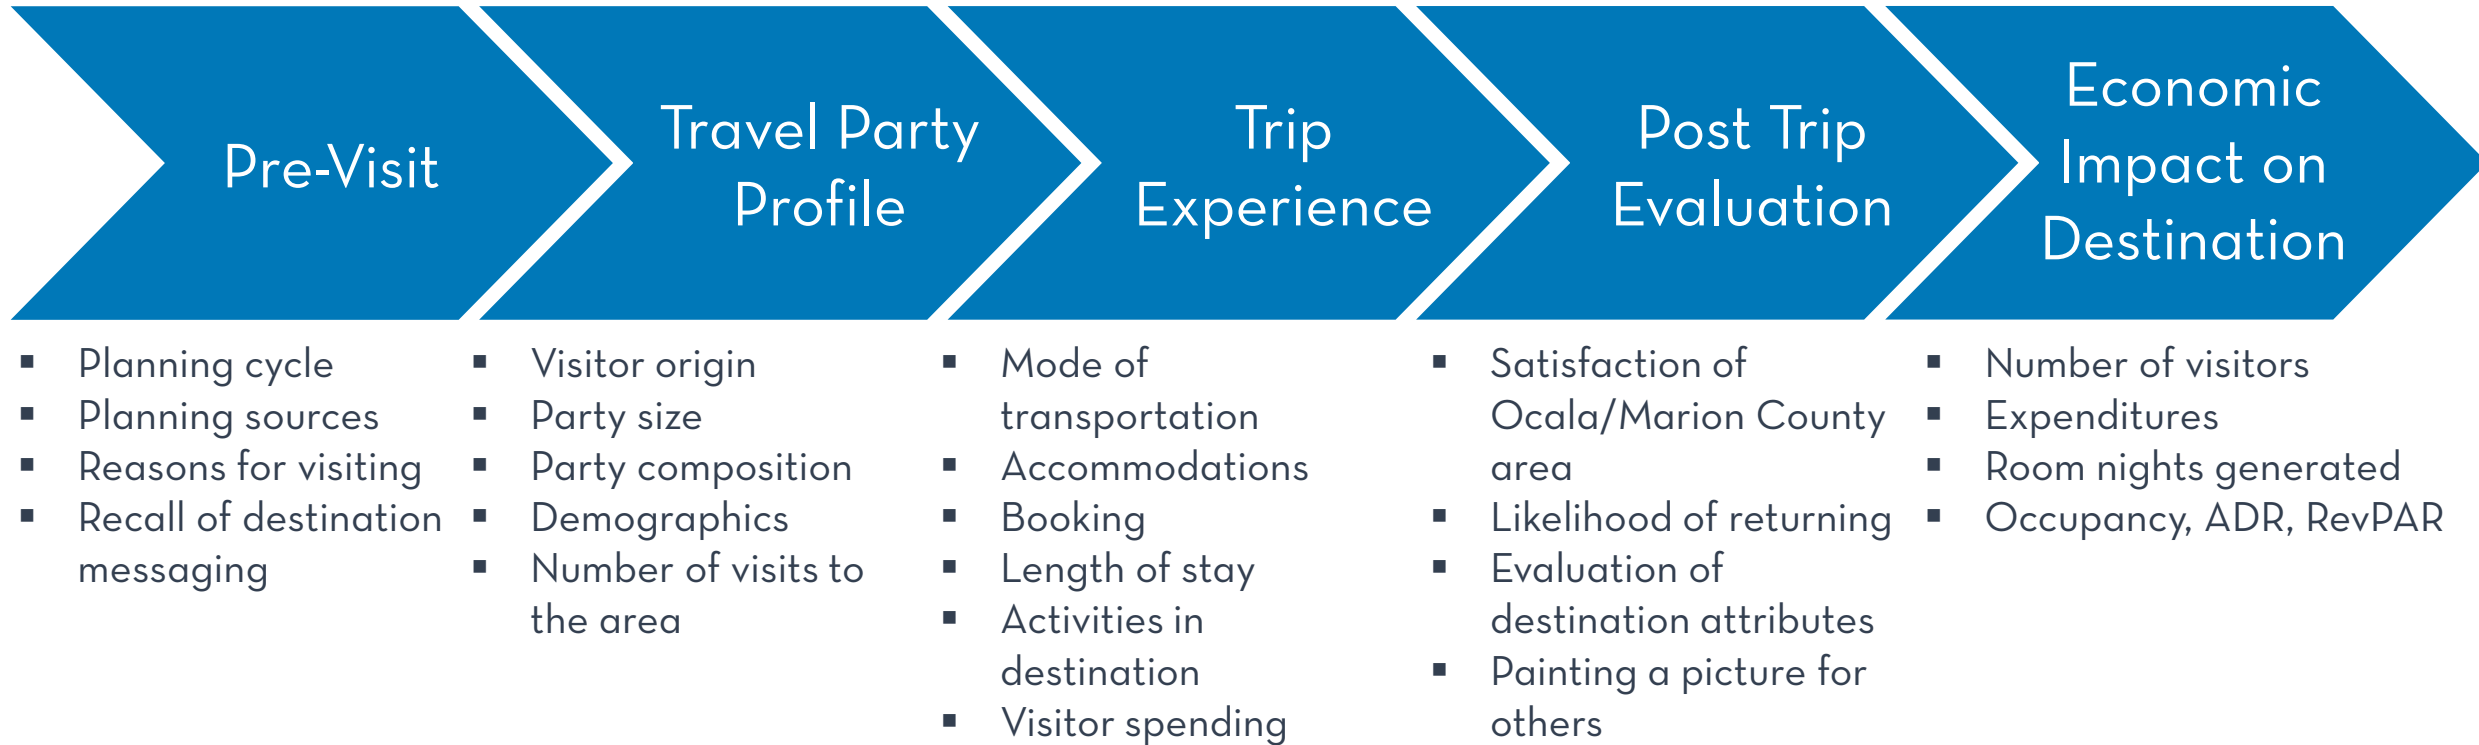 Pre-Visit
Travel Party
Profile
Trip
Experience
Post Trip
Evaluation
Economic
Impact on
Destination
▪ Planning cycle
▪ Planning sources
▪ Reasons for visiting
▪ Recall of destination
messaging
▪ Visitor origin
▪ Party size
▪ Party composition
▪ Demographics
▪ Number of visits to
the area
▪ Mode of
transportation
▪ Accommodations
▪ Booking
▪ Length of stay
▪ Activities in
destination
▪ Visitor spending
▪ Satisfaction of
Ocala/Marion County
area
▪ Likelihood of returning
▪ Evaluation of
destination attributes
▪ Painting a picture for
others
▪ Number of visitors
▪ Expenditures
▪ Room nights generated
▪ Occupancy, ADR, RevPAR